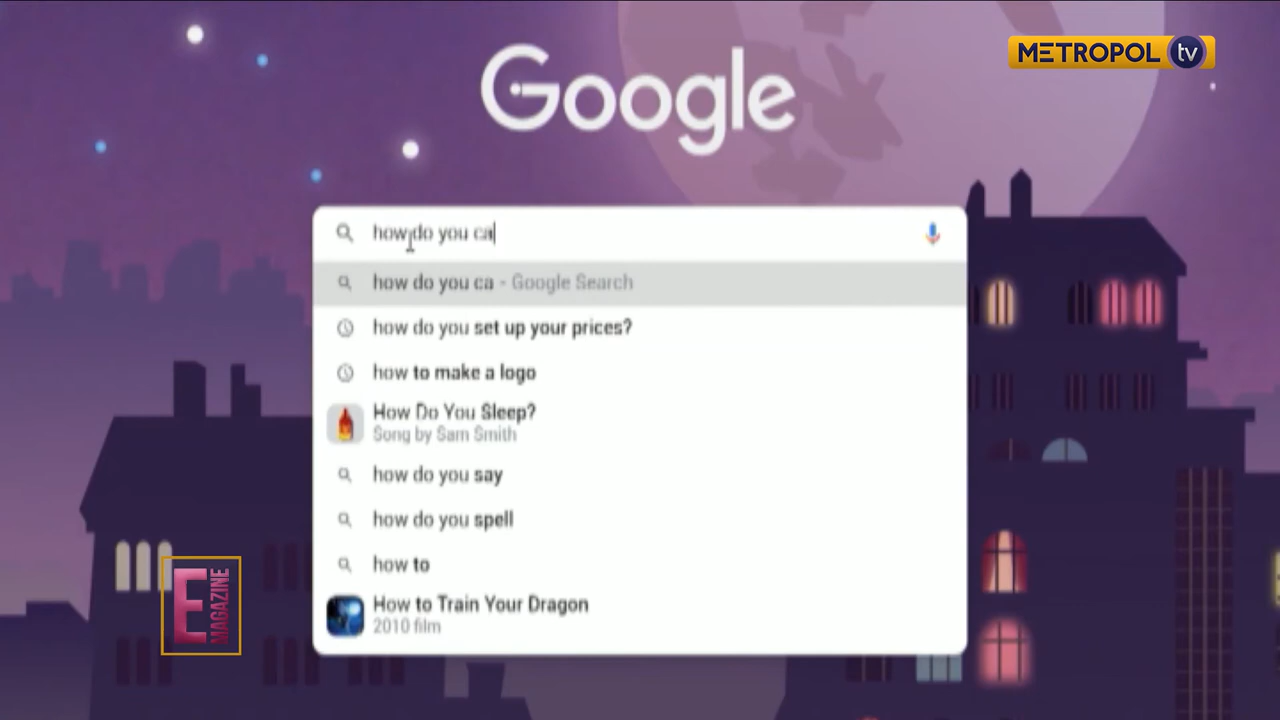 METROPOL tv
Google
how do you ca
how do you ca - Google Search
how do you set up your prices?
how to make a logo
How Do You Sleep?
Song by Sam Smith
how do you say
how do you spell
how to
How to Train Your Dragon
2010 film
E MAGAZINE